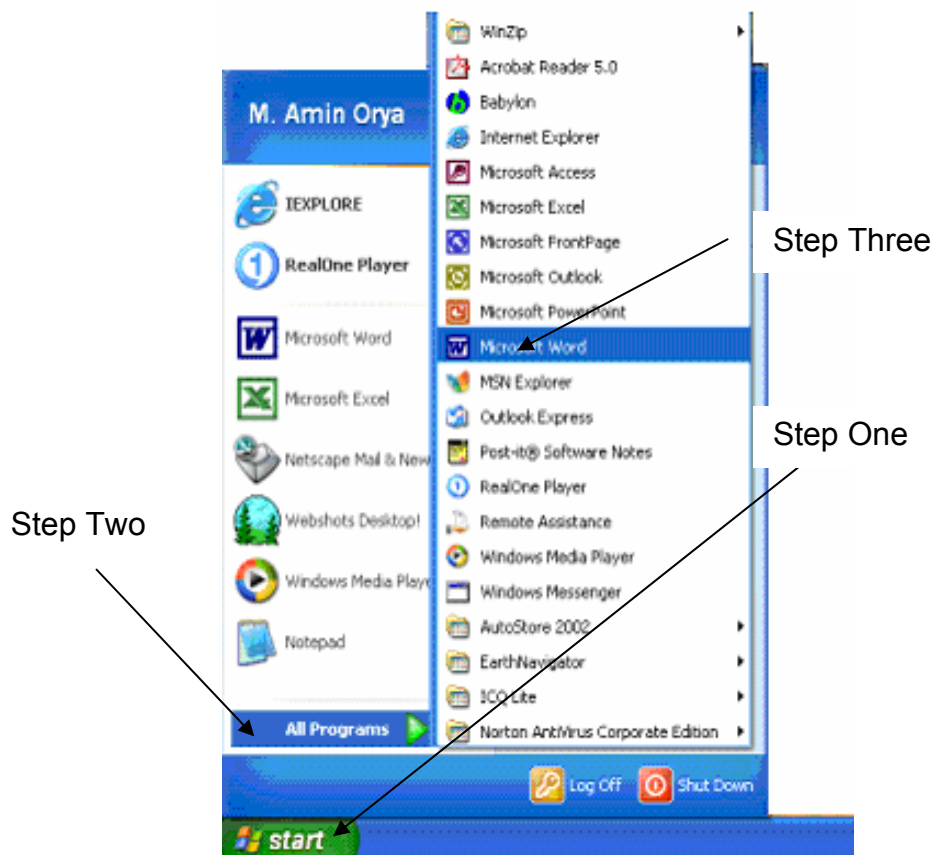 WinZip
Acrobat Reader 5.0
M. Amin Orya
Babylon
Internet Explorer
Microsoft Access
IEXPLORE
Microsoft Excel
Microsoft FrontPage
Step Three
RealOne Player
Microsoft Outlook
Microsoft PowerPoint
Microsoft Word
Microsoft Word
MSN Explorer
Microsoft Excel
Outlook Express
Step One
Netscape Mail & New
Post-it® Software Notes
RealOne Player
Step Two
Webshots Desktop!
Remote Assistance
Windows Media Player
Windows Media Playe
Windows Messenger
AutoStore 2002
Notepad
EarthNavigator
ICQ Lite
All Programs
Norton AntiVirus Corporate Edition
Log Off
Shut Down
start